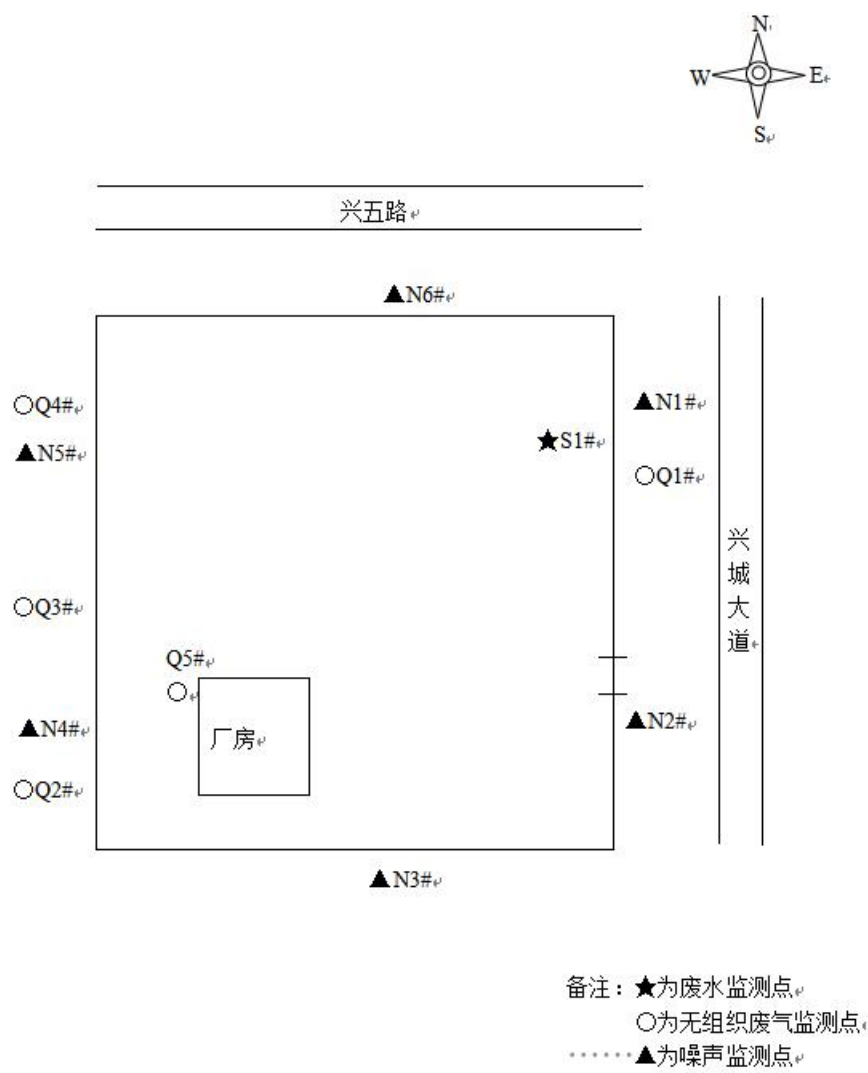 N
W
E
S
兴五路
▲N6#
○Q4#
▲N1#
▲N5#
★S1#
○Q1#
兴城大道
○Q3#
Q5#
○
▲N4#
厂房
▲N2#
○Q2#
▲N3#
备注：★为废水监测点
○为无组织废气监测点
······▲为噪声监测点